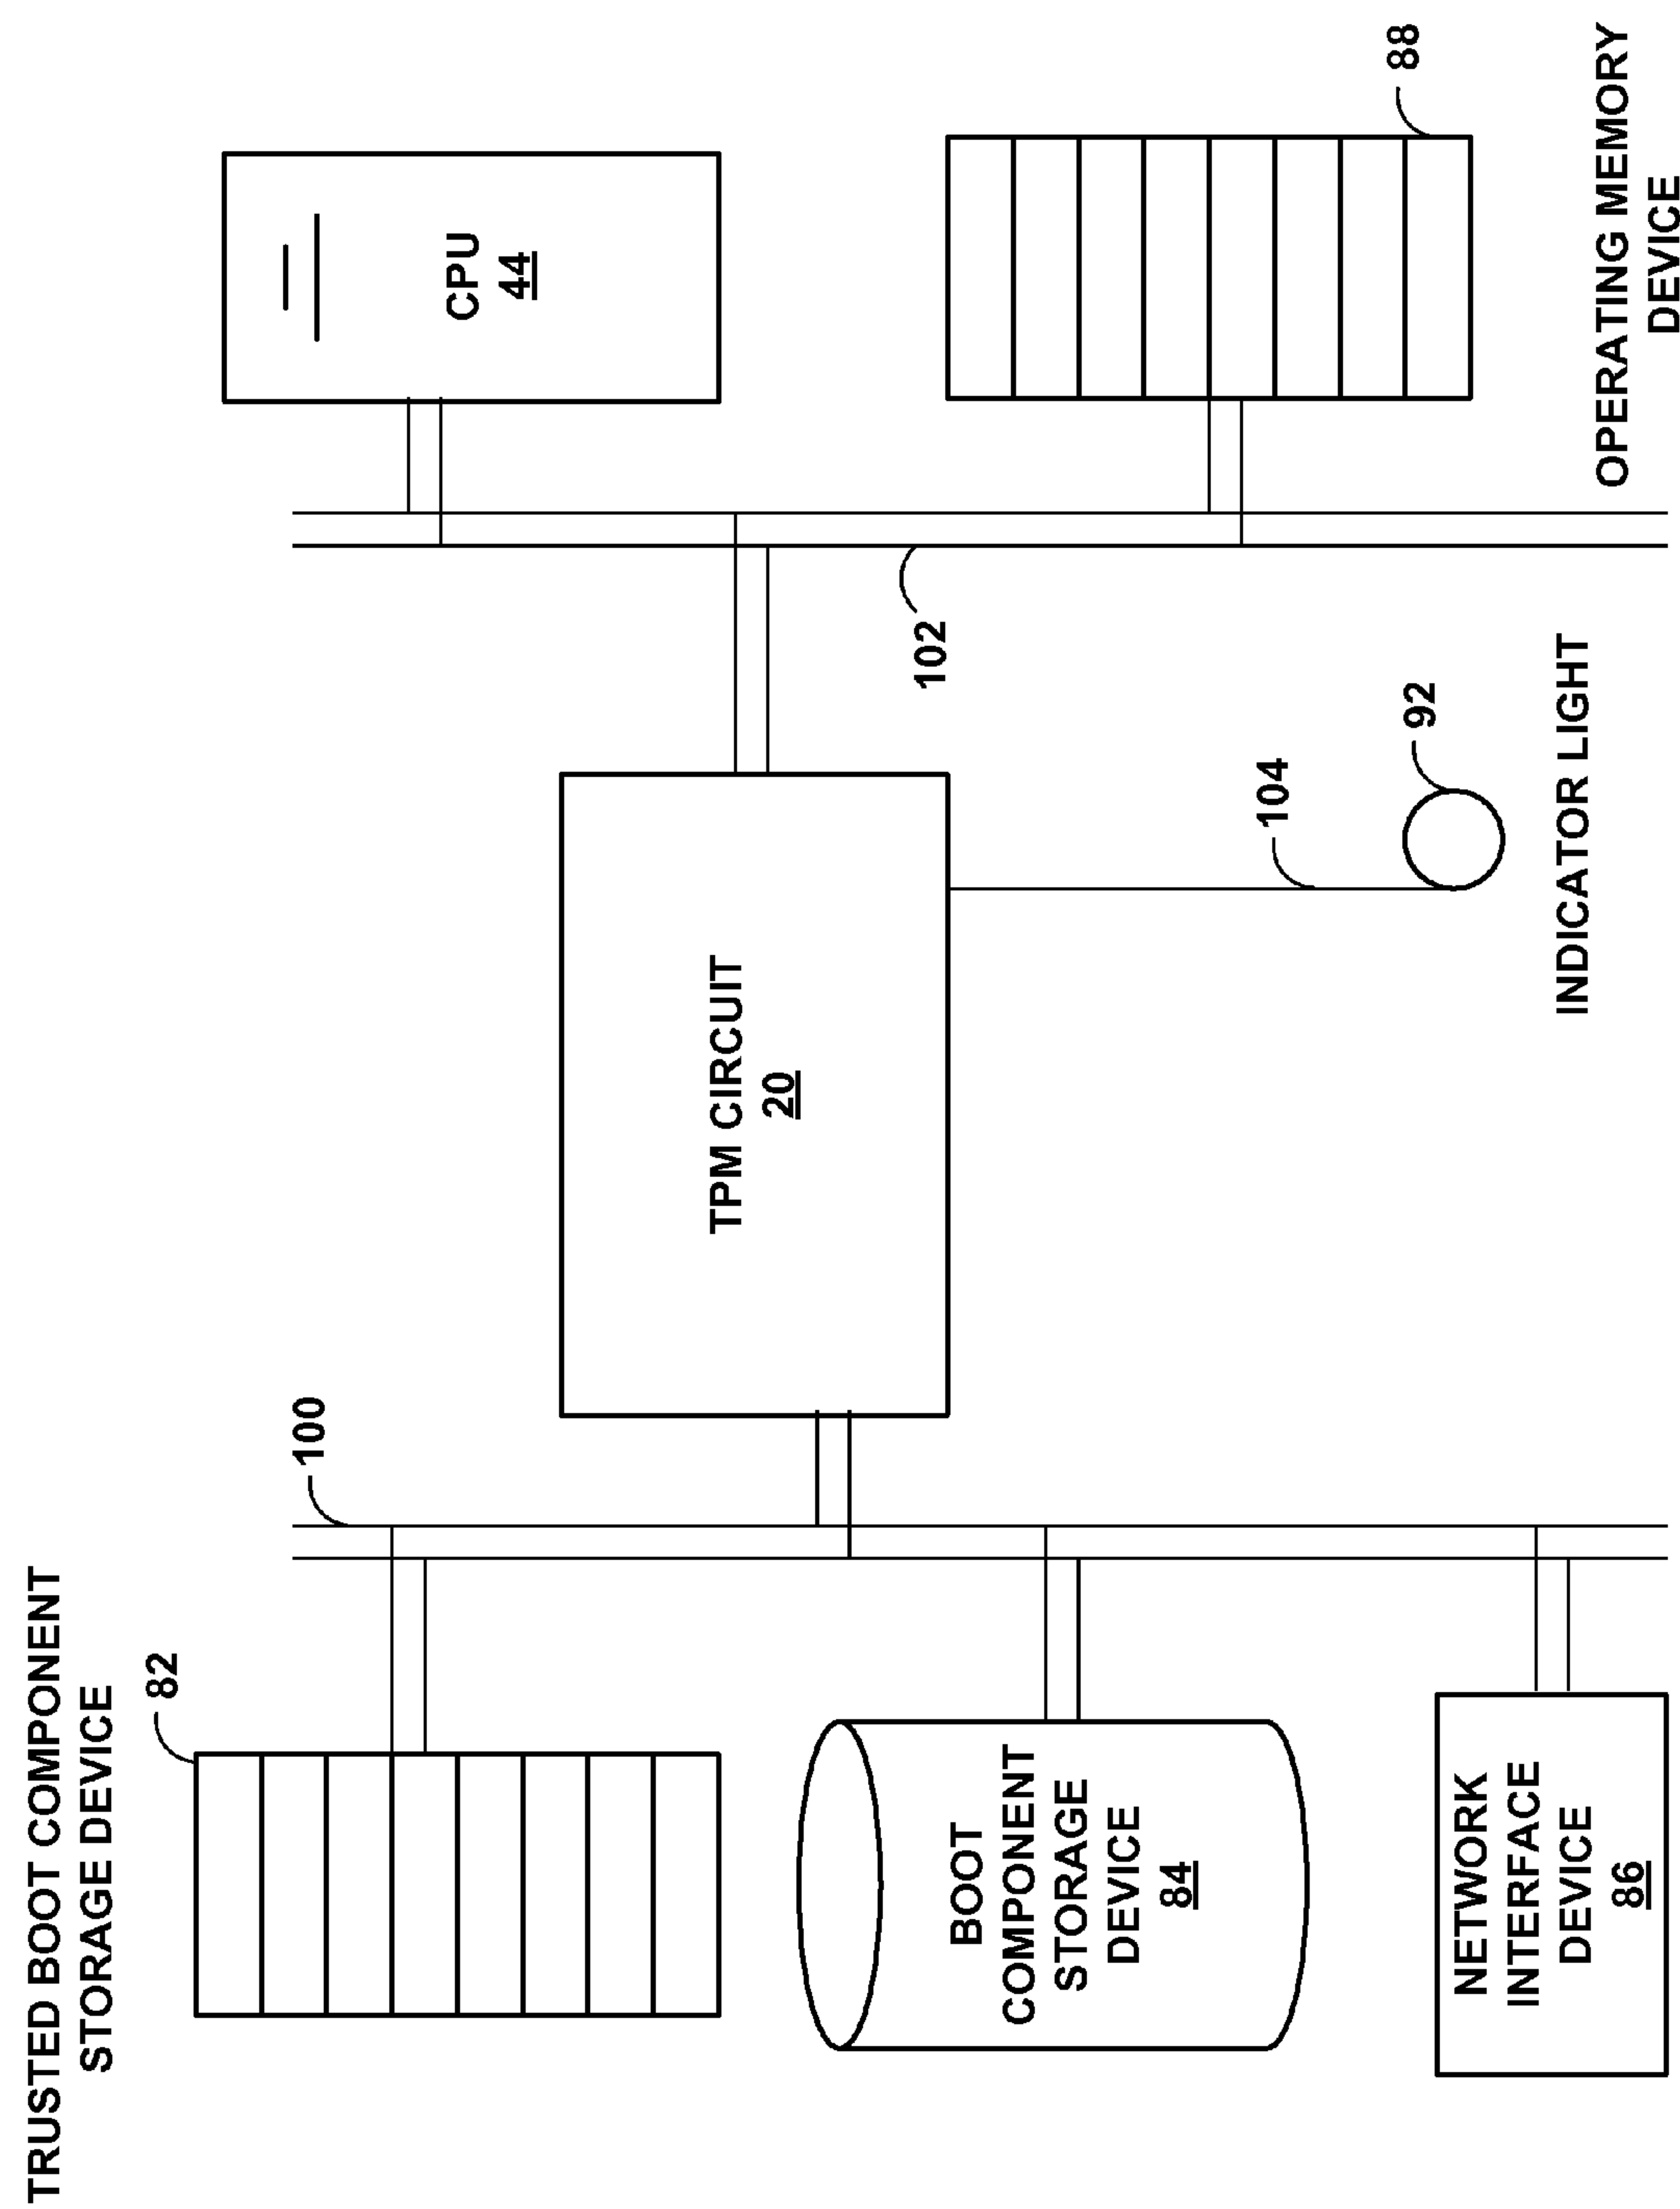 TRUSTED BOOT COMPONENT
STORAGE DEVICE
82
100
CPU
44
TPM CIRCUIT
20
102
BOOT
COMPONENT
STORAGE
DEVICE
84
104
92
88
NETWORK
INTERFACE
DEVICE
86
INDICATOR LIGHT
OPERATING MEMORY
DEVICE